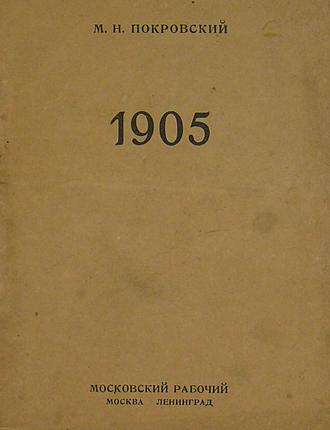 М. Н. ПОКРОВСКИЙ
1905
МОСКОВСКИЙ РАБОЧИЙ
МОСКВА ЛЕНИНГРАД